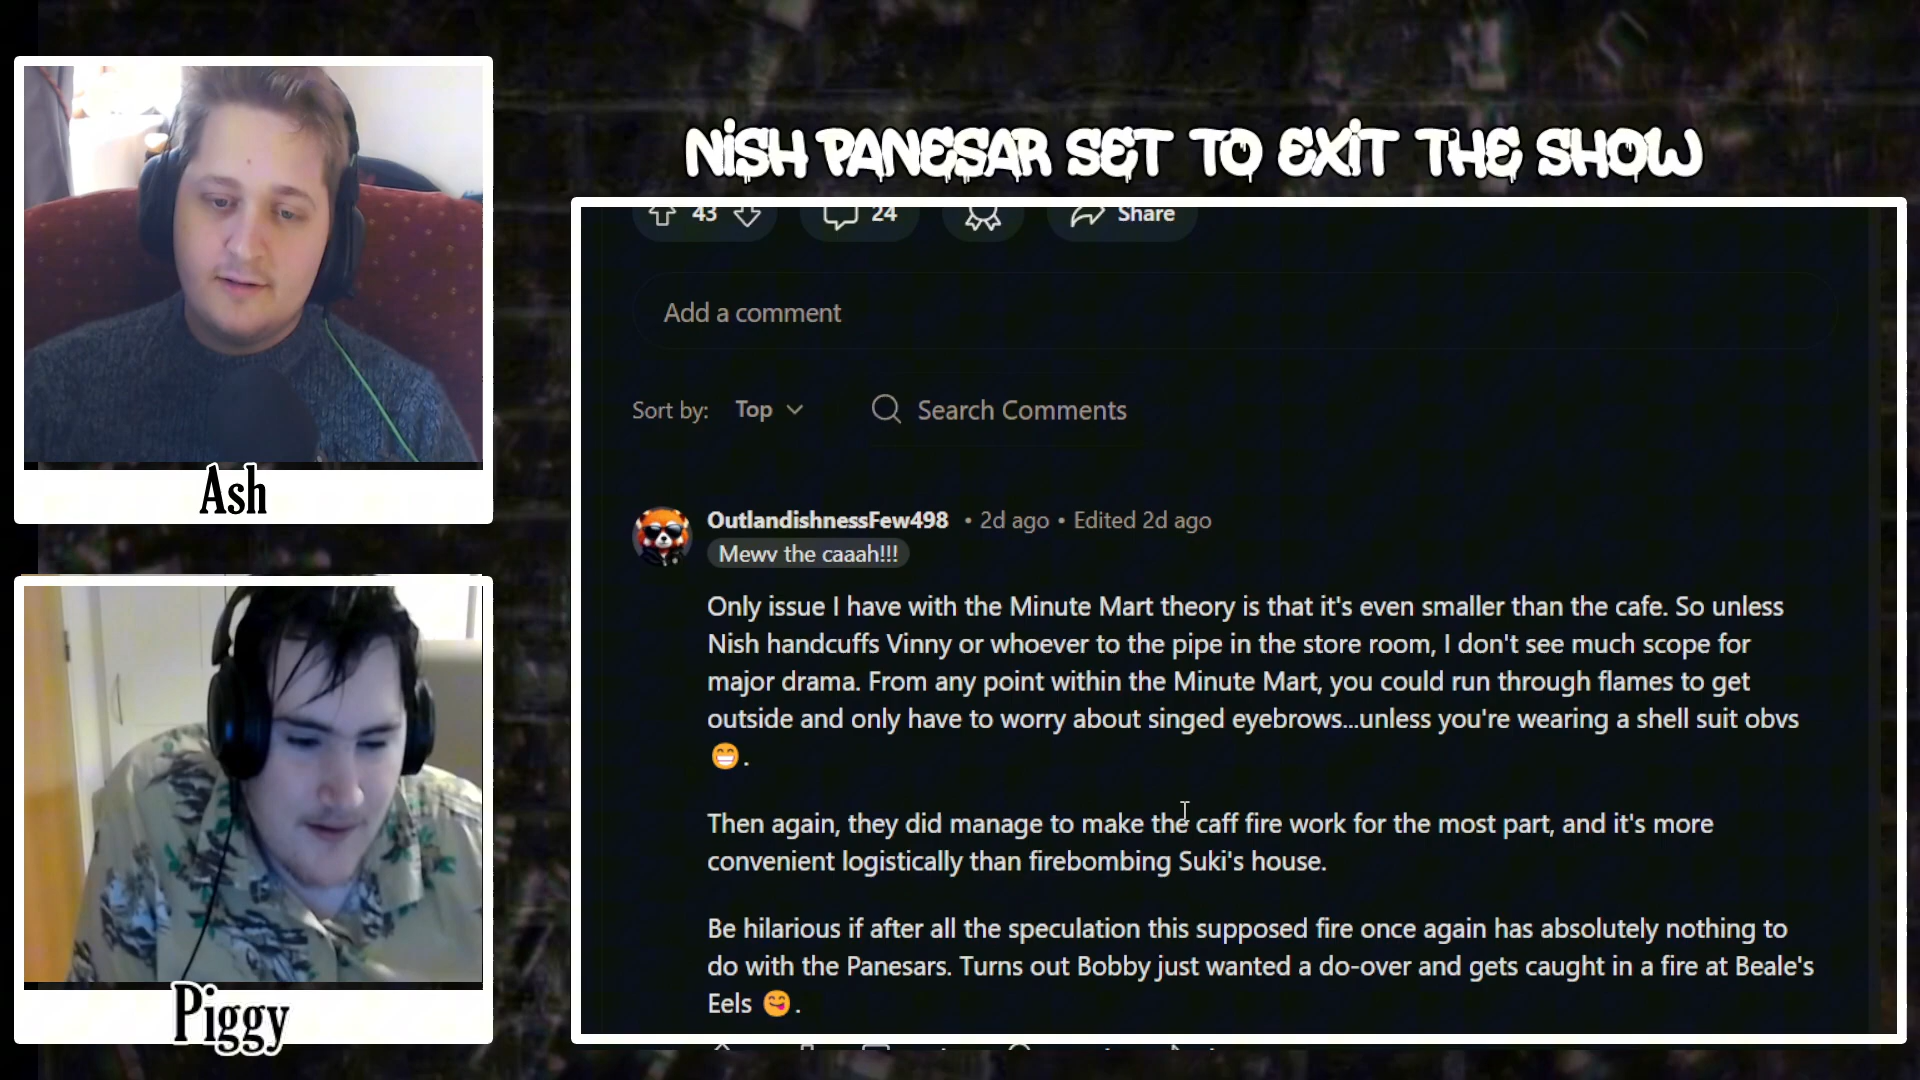 NISH PANESAR SET TO EXIT THE SHOW
43 24 Share
Add a comment
Sort by: Top Search Comments
OutlandishnessFew498 • 2d ago • Edited 2d ago
Mewv the caaah!!!
Only issue I have with the Minute Mart theory is that it's even smaller than the cafe. So unless
Nish handcuffs Vinny or whoever to the pipe in the store room, I don't see much scope for
major drama. From any point within the Minute Mart, you could run through flames to get
outside and only have to worry about singed eyebrows...unless you're wearing a shell suit obvs
😁.
Then again, they did manage to make the caff fire work for the most part, and it's more
convenient logistically than firebombing Suki's house.
Be hilarious if after all the speculation this supposed fire once again has absolutely nothing to
do with the Panesars. Turns out Bobby just wanted a do-over and gets caught in a fire at Beale's
Eels 😋.
Ash
Piggy